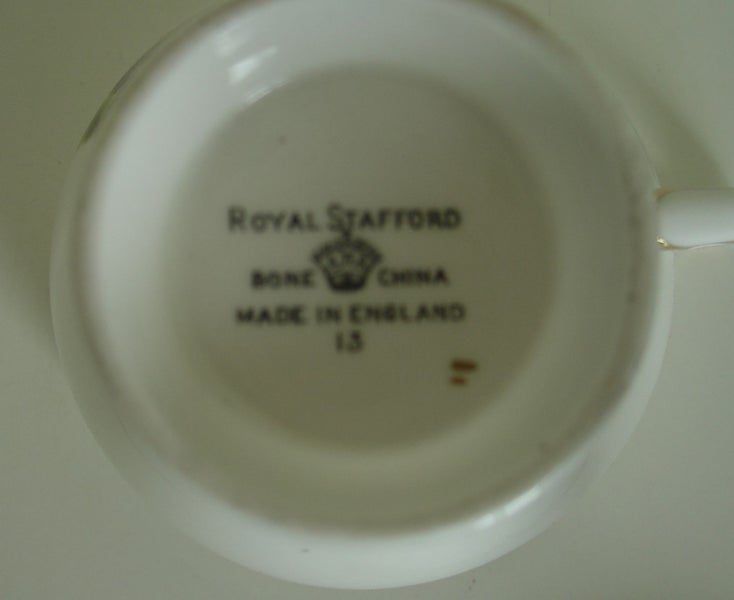 ROYAL STAFFORD
BONE CHINA
MADE IN ENGLAND
13